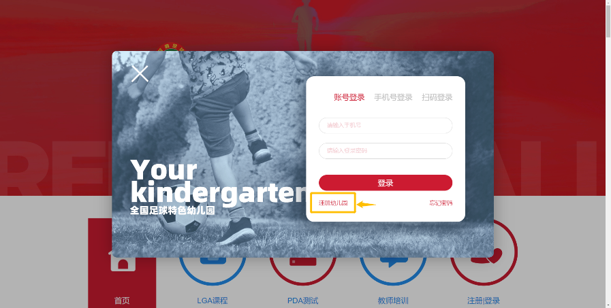 账号登录 手机号登录 扫码登录
请输入手机号
请输入登录密码
登录
注册幼儿园
忘记密码
Your
kindergarten
全国足球特色幼儿园
首页
LGA课程
PDA测试
教师培训
注册|登录